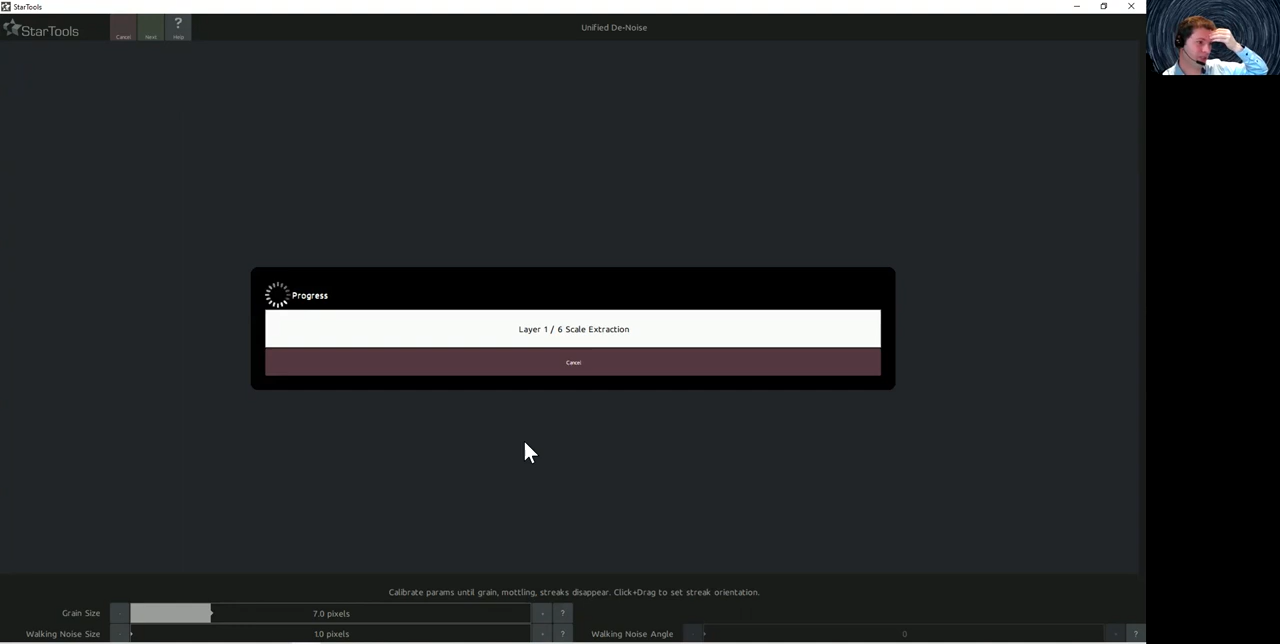 StarTools
StarTools
Cancel
Next
?
Help
Unified De-Noise
Progress
Layer 1 / 6 Scale Extraction
Cancel
Calibrate params until grain, mottling, streaks disappear. Click+Drag to set streak orientation.
Grain Size - 7.0 pixels + ?
Walking Noise Size - 1.0 pixels + ? Walking Noise Angle - 0 + ?